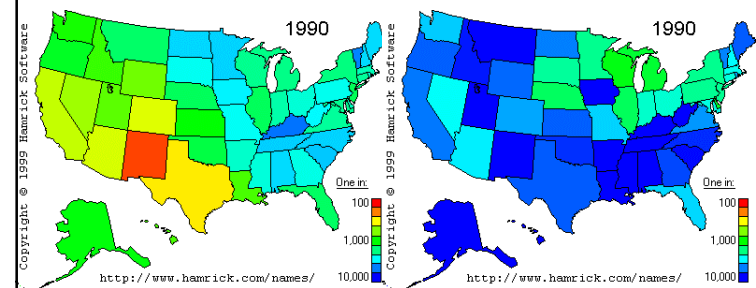 1990
Copyright © 1999 Hamrick Software
One in:
100
1,000
10,000
http://www.hamrick.com/names/
1990
Copyright © 1999 Hamrick Software
One in:
100
1,000
10,000
http://www.hamrick.com/names/